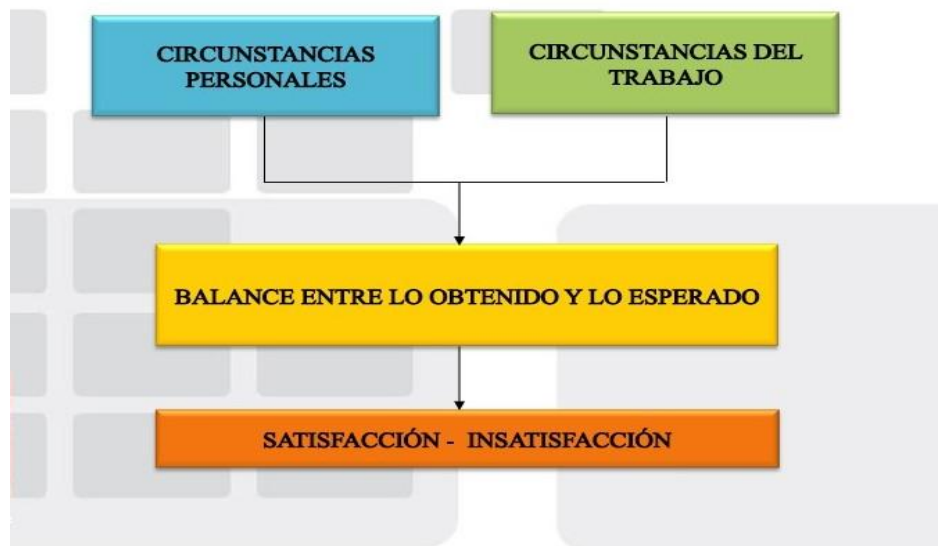 CIRCUNSTANCIAS
PERSONALES
CIRCUNSTANCIAS DEL
TRABAJO
BALANCE ENTRE LO OBTENIDO Y LO ESPERADO
SATISFACCIÓN - INSATISFACCIÓN